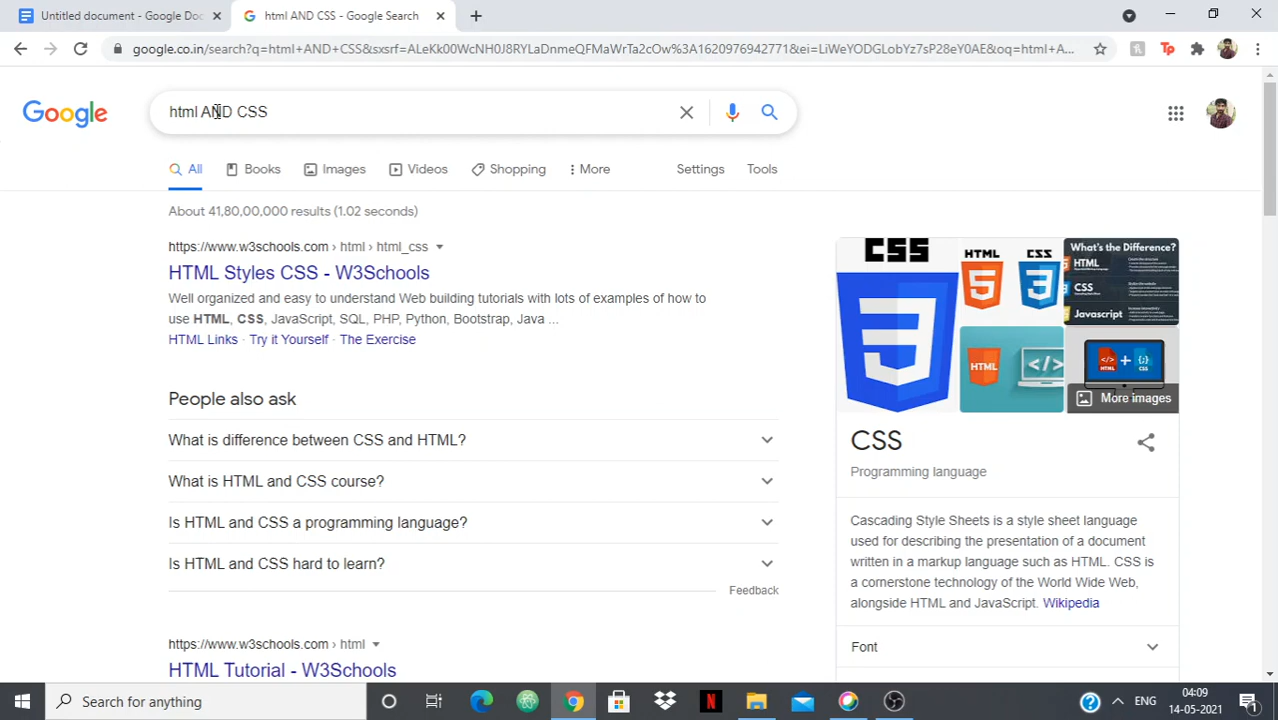 Untitled document - Google Doc
html AND CSS - Google Search
google.co.in/search?q=html+AND+CSS&sxsrf=ALeKk00WcNH0J8RYLaDnmeQFMaWrTa2cOw%3A1620976942771&ei=LiWeYODGLobYz7sP28eY0AE&oq=html+A...
Google
html AND CSS
All
Books
Images
Videos
Shopping
More
Settings
Tools
About 41,80,00,000 results (1.02 seconds)
https://www.w3schools.com › html › html_css
HTML Styles CSS - W3Schools
Well organized and easy to understand Web building tutorials with lots of examples of how to
use HTML, CSS, JavaScript, SQL, PHP, Python, Bootstrap, Java ...
HTML Links · Try it Yourself · The Exercise
People also ask
What is difference between CSS and HTML?
What is HTML and CSS course?
Is HTML and CSS a programming language?
Is HTML and CSS hard to learn?
Feedback
https://www.w3schools.com › html
HTML Tutorial - W3Schools
CSS
HTML
CSS
What's the Difference?
HTML
CSS
Javascript
HTML
More images
CSS
Programming language
Cascading Style Sheets is a style sheet language
used for describing the presentation of a document
written in a markup language such as HTML. CSS is
a cornerstone technology of the World Wide Web,
alongside HTML and JavaScript. Wikipedia
Font
Search for anything
ENG
04:09
14-05-2021